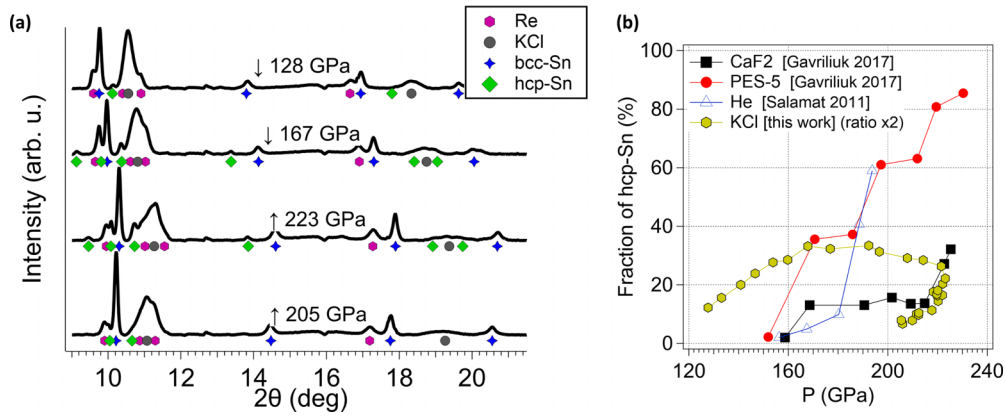 (a)
Re
KCl
bcc-Sn
hcp-Sn
↓ 128 GPa
↓ 167 GPa
↑ 223 GPa
↑ 205 GPa
Intensity (arb. u.)
10 12 14 16 18 20
2θ (deg)
(b)
CaF2 [Gavriliuk 2017]
PES-5 [Gavriliuk 2017]
He [Salamat 2011]
KCl [this work] (ratio x2)
Fraction of hcp-Sn (%)
100
80
60
40
20
0
120 160 200 240
P (GPa)